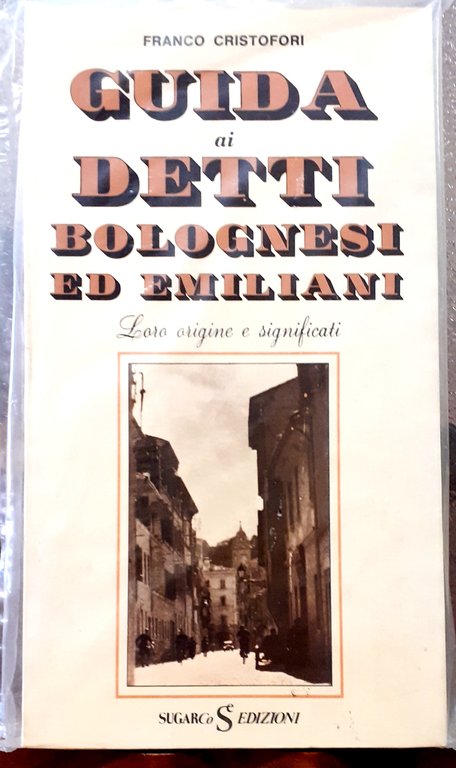 FRANCO CRISTOFORI
GUIDA
ai
DETTI
BOLOGNESI
ED EMILIANI
Loro origine e significati
SUGARCo EDIZIONI